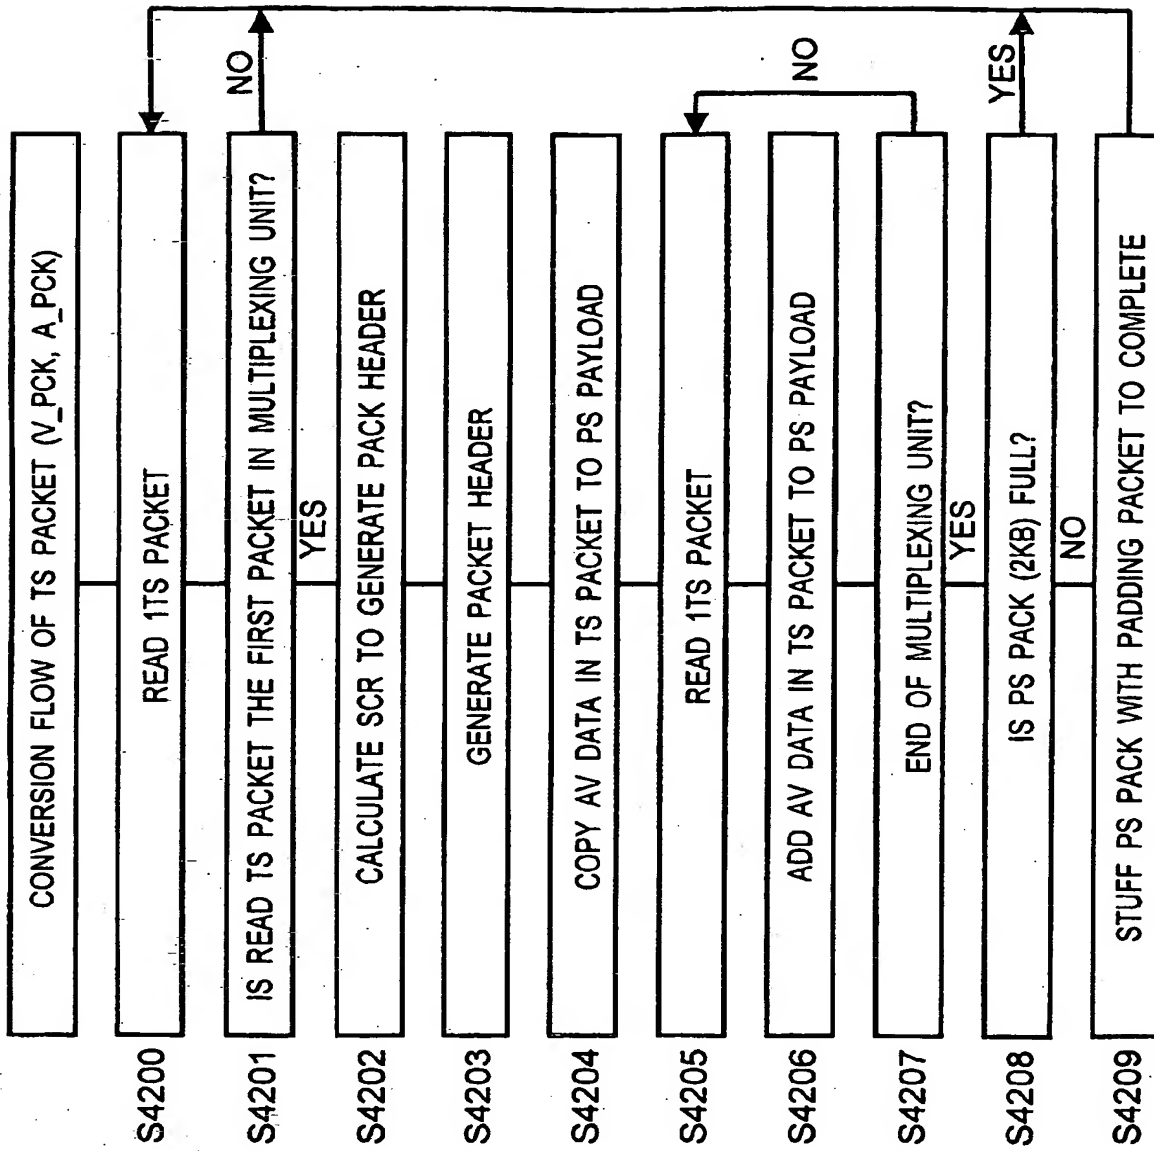 CONVERSION FLOW OF TS PACKET (V_PCK, A_PCK)
S4200
READ 1TS PACKET
S4201
IS READ TS PACKET THE FIRST PACKET IN MULTIPLEXING UNIT?
NO
YES
S4202
CALCULATE SCR TO GENERATE PACK HEADER
S4203
GENERATE PACKET HEADER
S4204
COPY AV DATA IN TS PACKET TO PS PAYLOAD
S4205
READ 1TS PACKET
S4206
ADD AV DATA IN TS PACKET TO PS PAYLOAD
NO
S4207
END OF MULTIPLEXING UNIT?
YES
S4208
IS PS PACK (2KB) FULL?
YES
NO
S4209
STUFF PS PACK WITH PADDING PACKET TO COMPLETE